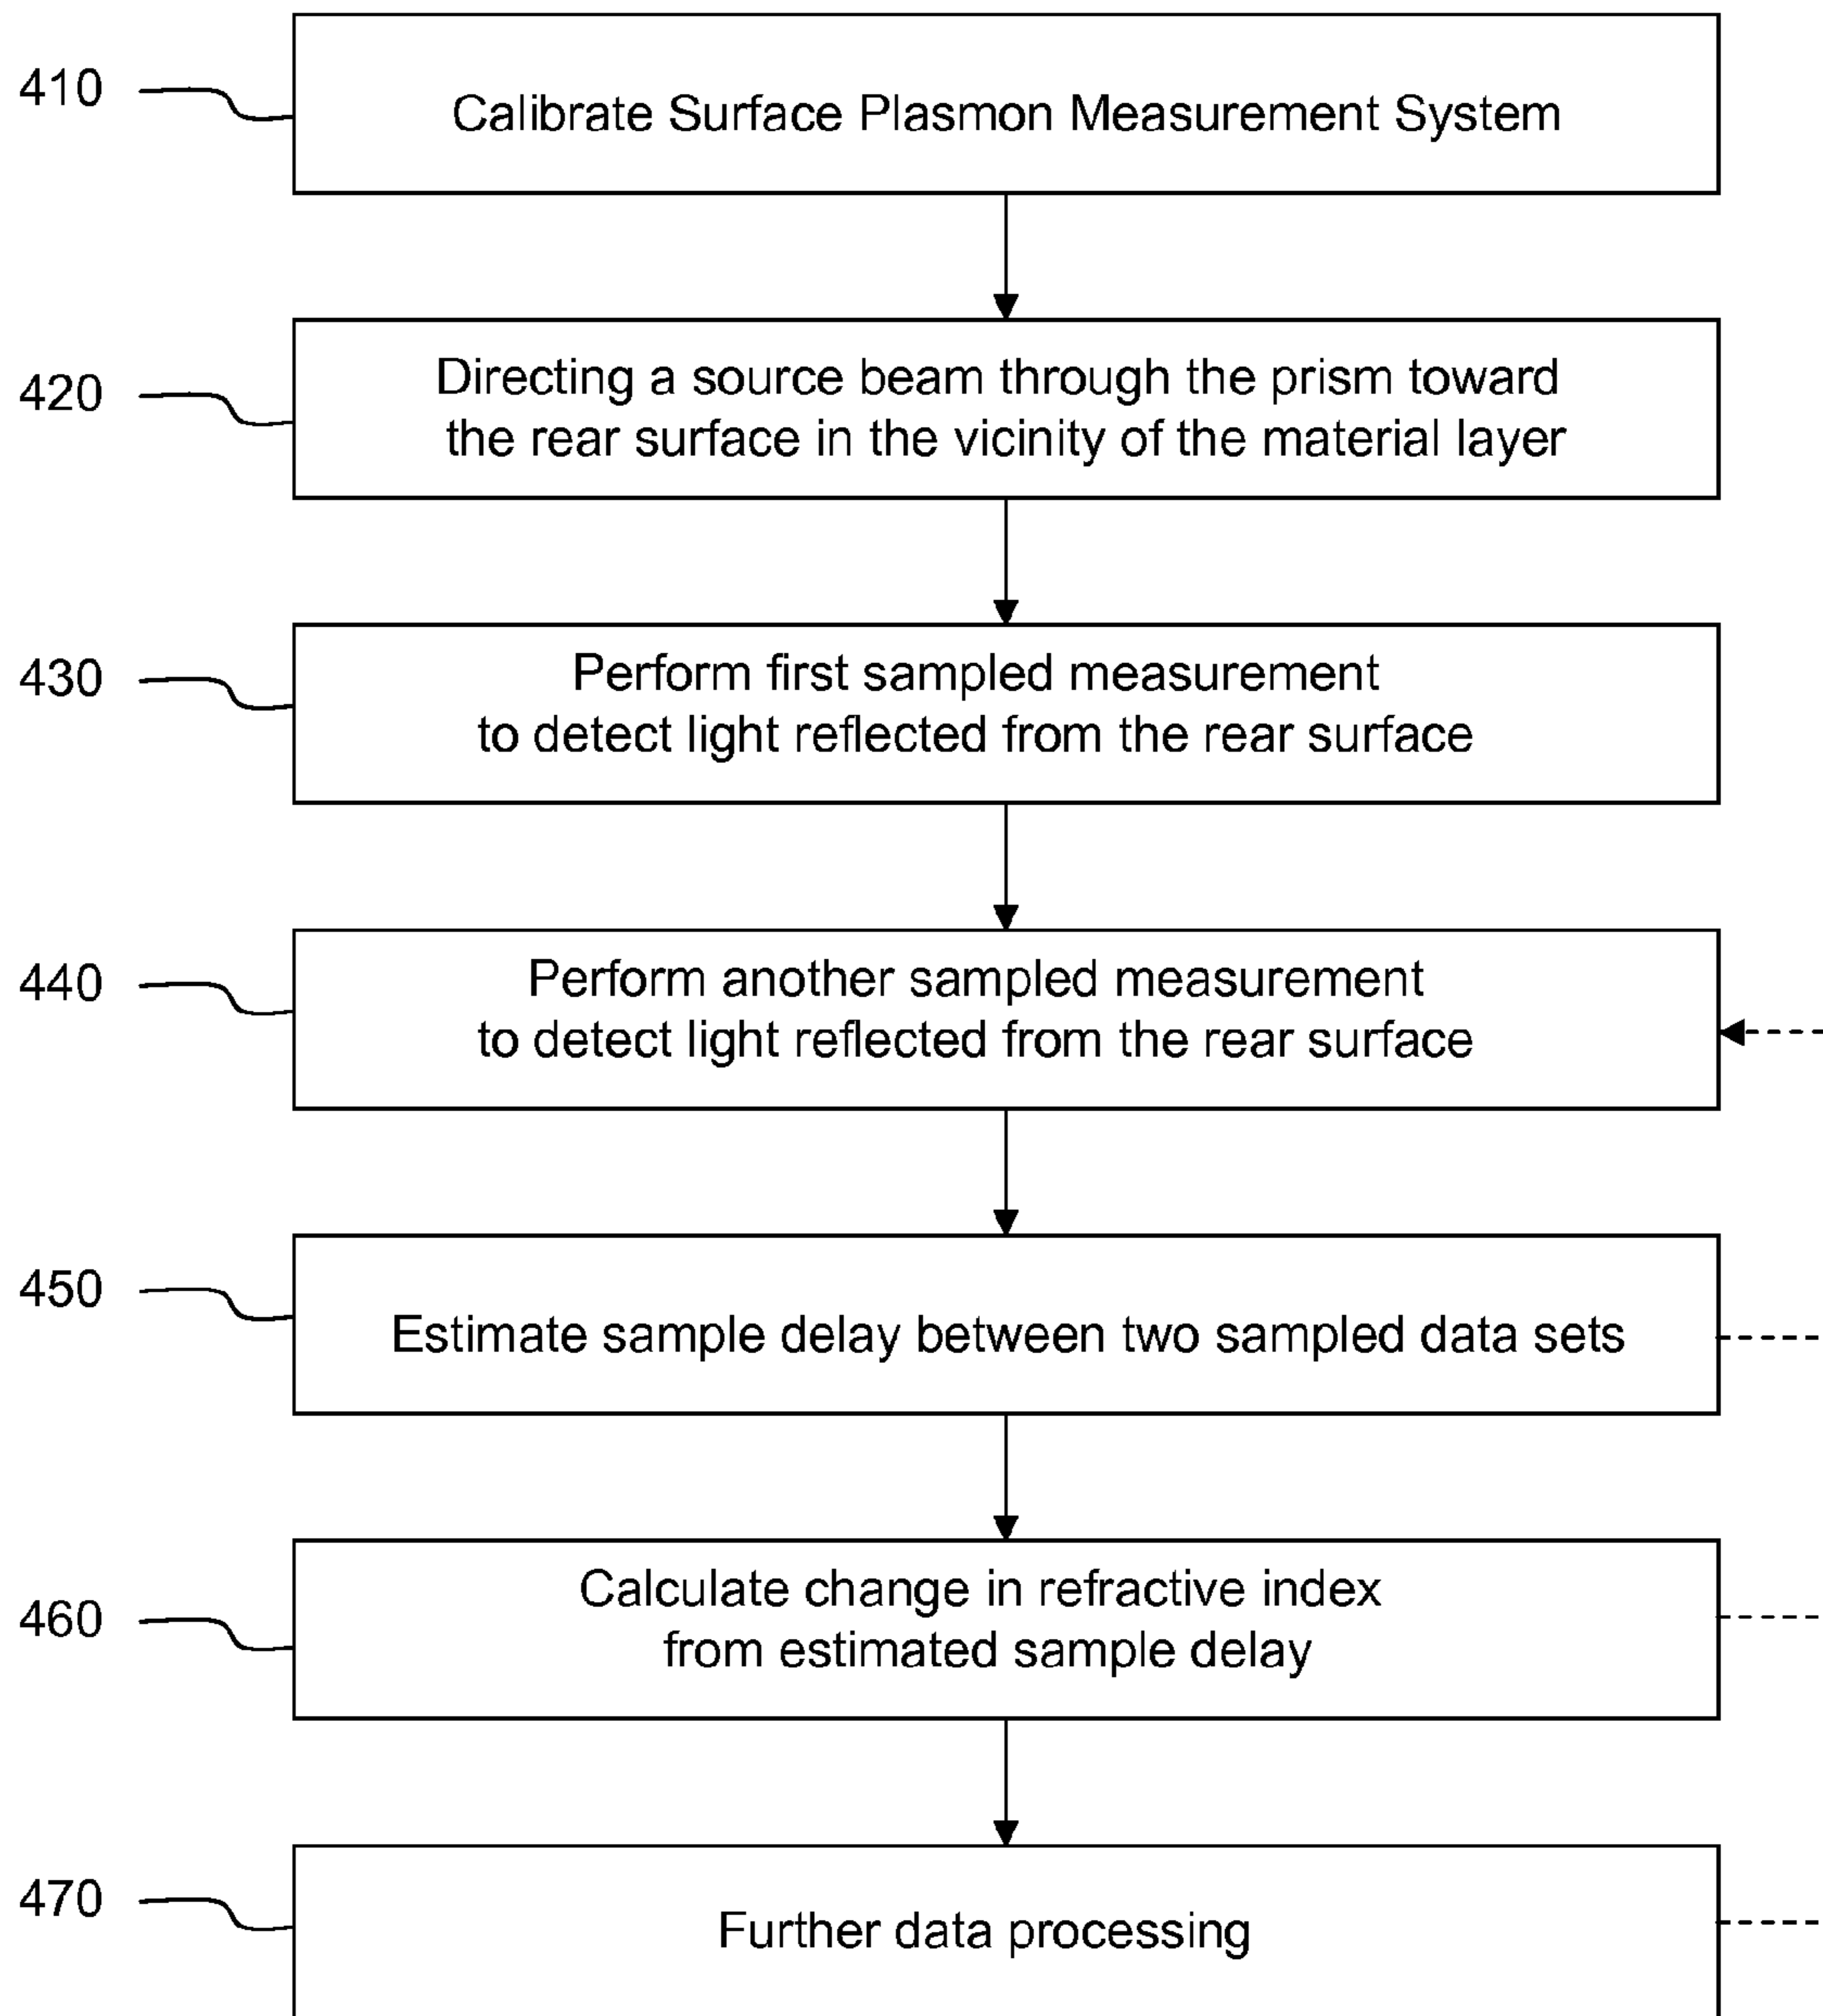 410
Calibrate Surface Plasmon Measurement System
420
Directing a source beam through the prism toward
the rear surface in the vicinity of the material layer
430
Perform first sampled measurement
to detect light reflected from the rear surface
440
Perform another sampled measurement
to detect light reflected from the rear surface
450
Estimate sample delay between two sampled data sets
460
Calculate change in refractive index
from estimated sample delay
470
Further data processing